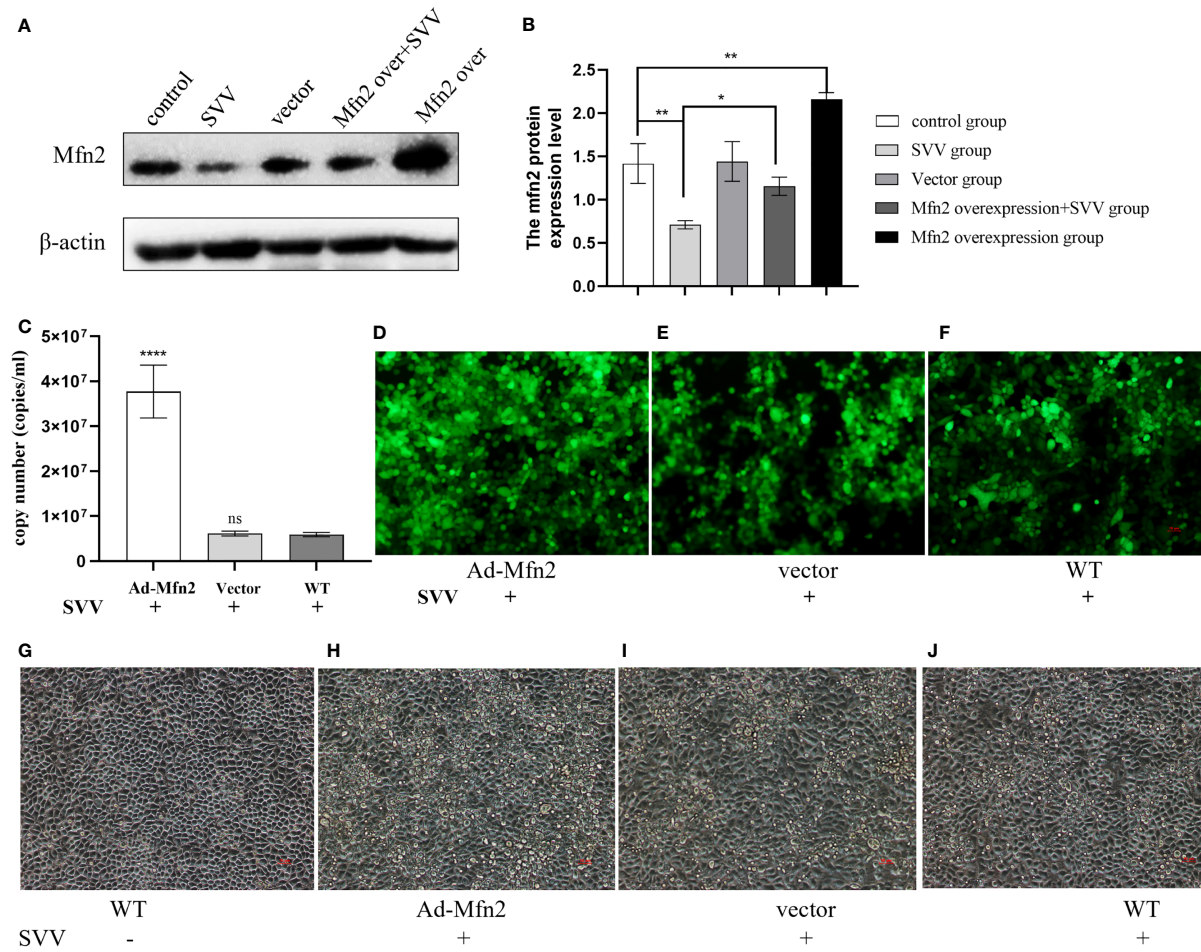 A
control
SVV
vector
Mfn2 over+SVV
Mfn2 over
Mfn2
β-actin
B
The mfn2 protein
expression level
2.5
2.0
1.5
1.0
0.5
0.0
**
*
**
control group
SVV group
Vector group
Mfn2 overexpression+SVV group
Mfn2 overexpression group
C
copy number (copies/ml)
5×10⁷
4×10⁷
3×10⁷
2×10⁷
1×10⁷
0
****
ns
Ad-Mfn2 Vector WT
SVV + + +
D
E
F
Ad-Mfn2 vector WT
SVV + + +
G
H
I
J
WT Ad-Mfn2 vector WT
SVV - + + +